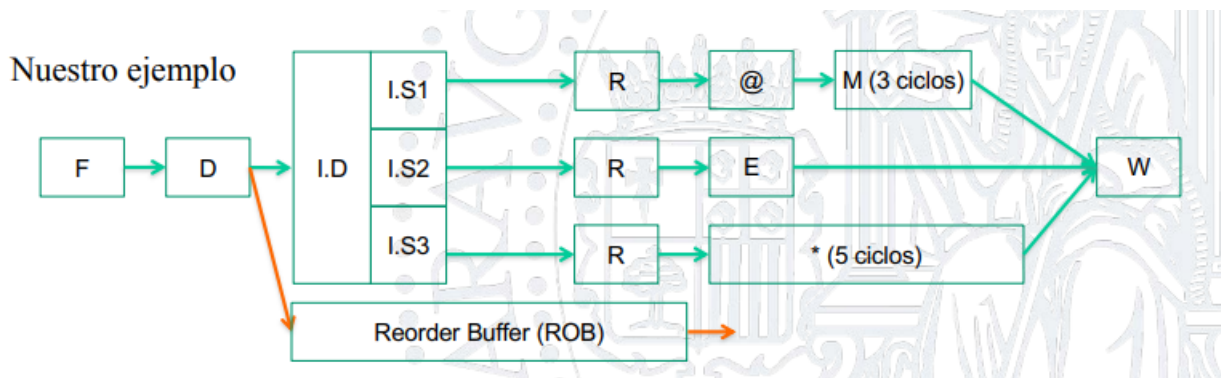 Nuestro ejemplo
F
D
I.D
I.S1
I.S2
I.S3
R
@
M (3 ciclos)
R
E
W
R
* (5 ciclos)
Reorder Buffer (ROB)